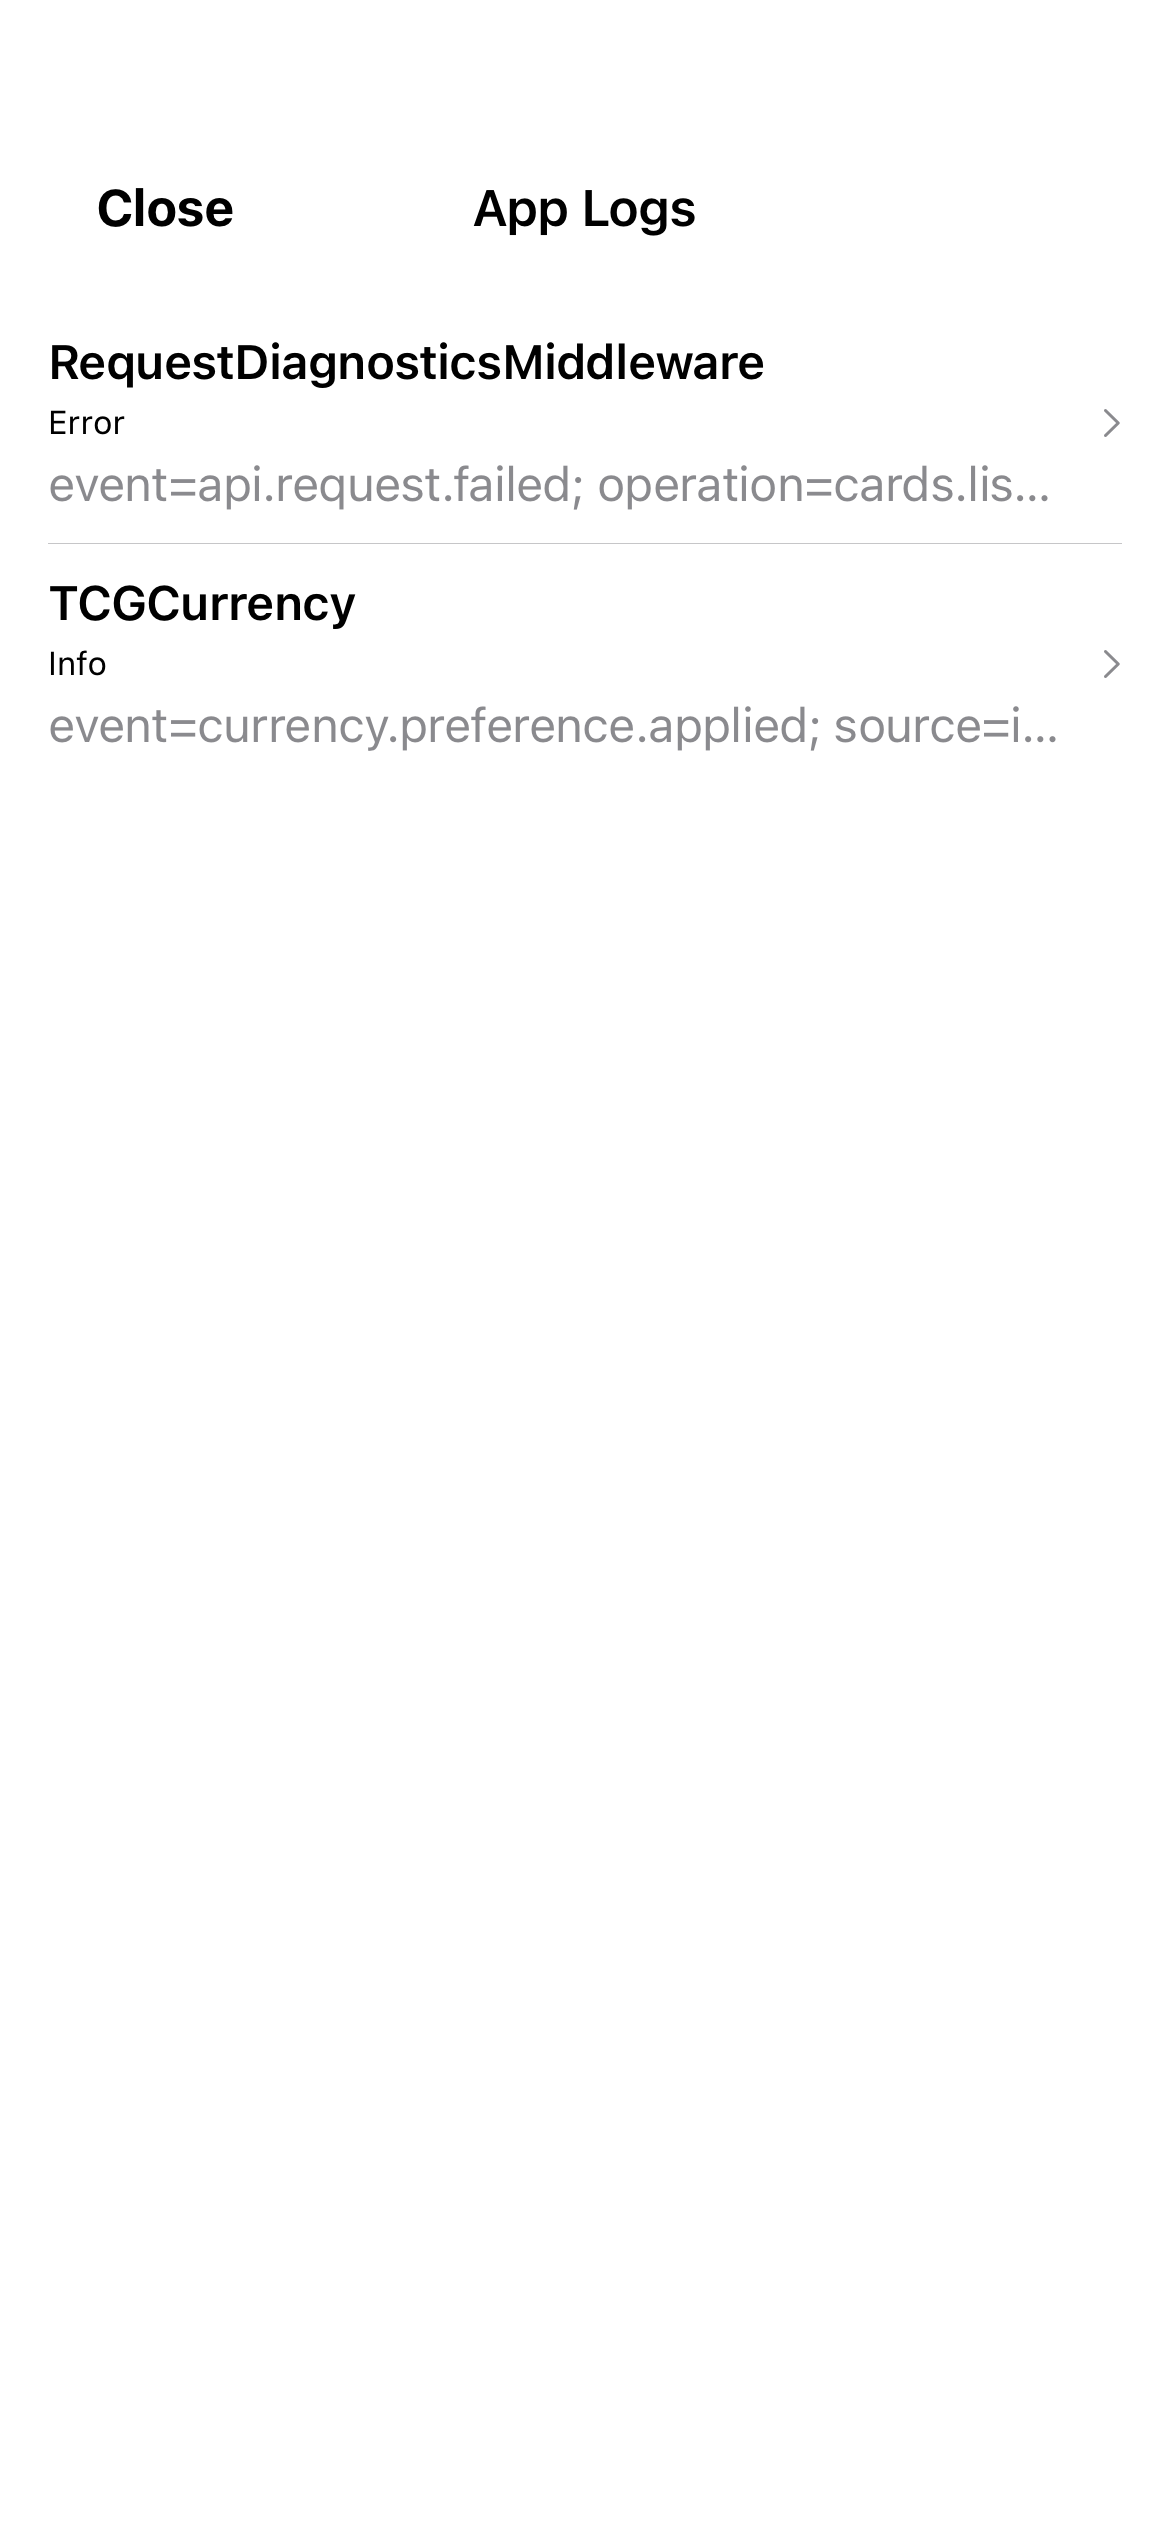 Close
App Logs
RequestDiagnosticsMiddleware
Error
event=api.request.failed; operation=cards.lis...
TCGCurrency
Info
event=currency.preference.applied; source=i...